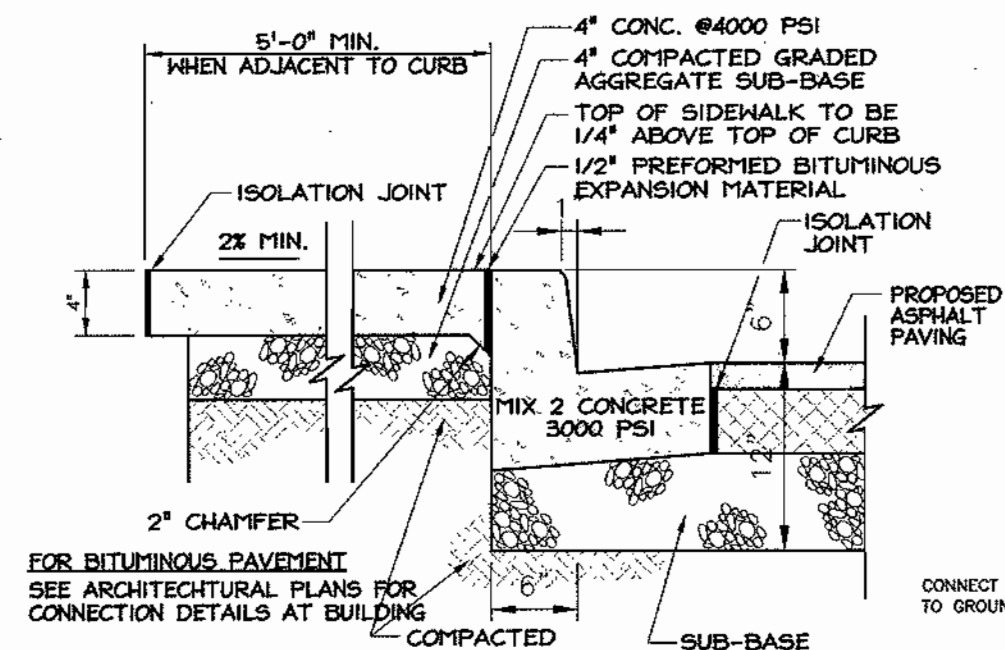 5'-0" MIN.
WHEN ADJACENT TO CURB
4" CONC. @4000 PSI
4" COMPACTED GRADED
AGGREGATE SUB-BASE
TOP OF SIDEWALK TO BE
1/4" ABOVE TOP OF CURB
1/2" PREFORMED BITUMINOUS
EXPANSION MATERIAL
ISOLATION JOINT
2% MIN.
1"
ISOLATION
JOINT
4"
6"
PROPOSED
ASPHALT
PAVING
MIX 2 CONCRETE
3000 PSI
12"
2" CHAMFER
FOR BITUMINOUS PAVEMENT
SEE ARCHITECHTURAL PLANS FOR
CONNECTION DETAILS AT BUILDING
6"
COMPACTED
SUB-BASE
CONNECT
TO GROUN